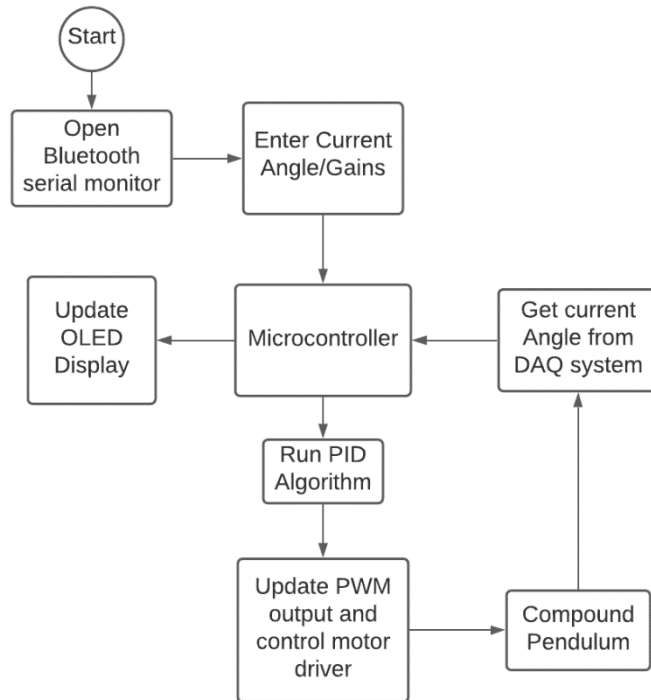 Start
Open
Bluetooth
serial monitor
Enter Current
Angle/Gains
Update
OLED
Display
Microcontroller
Get current
Angle from
DAQ system
Run PID
Algorithm
Update PWM
output and
control motor
driver
Compound
Pendulum